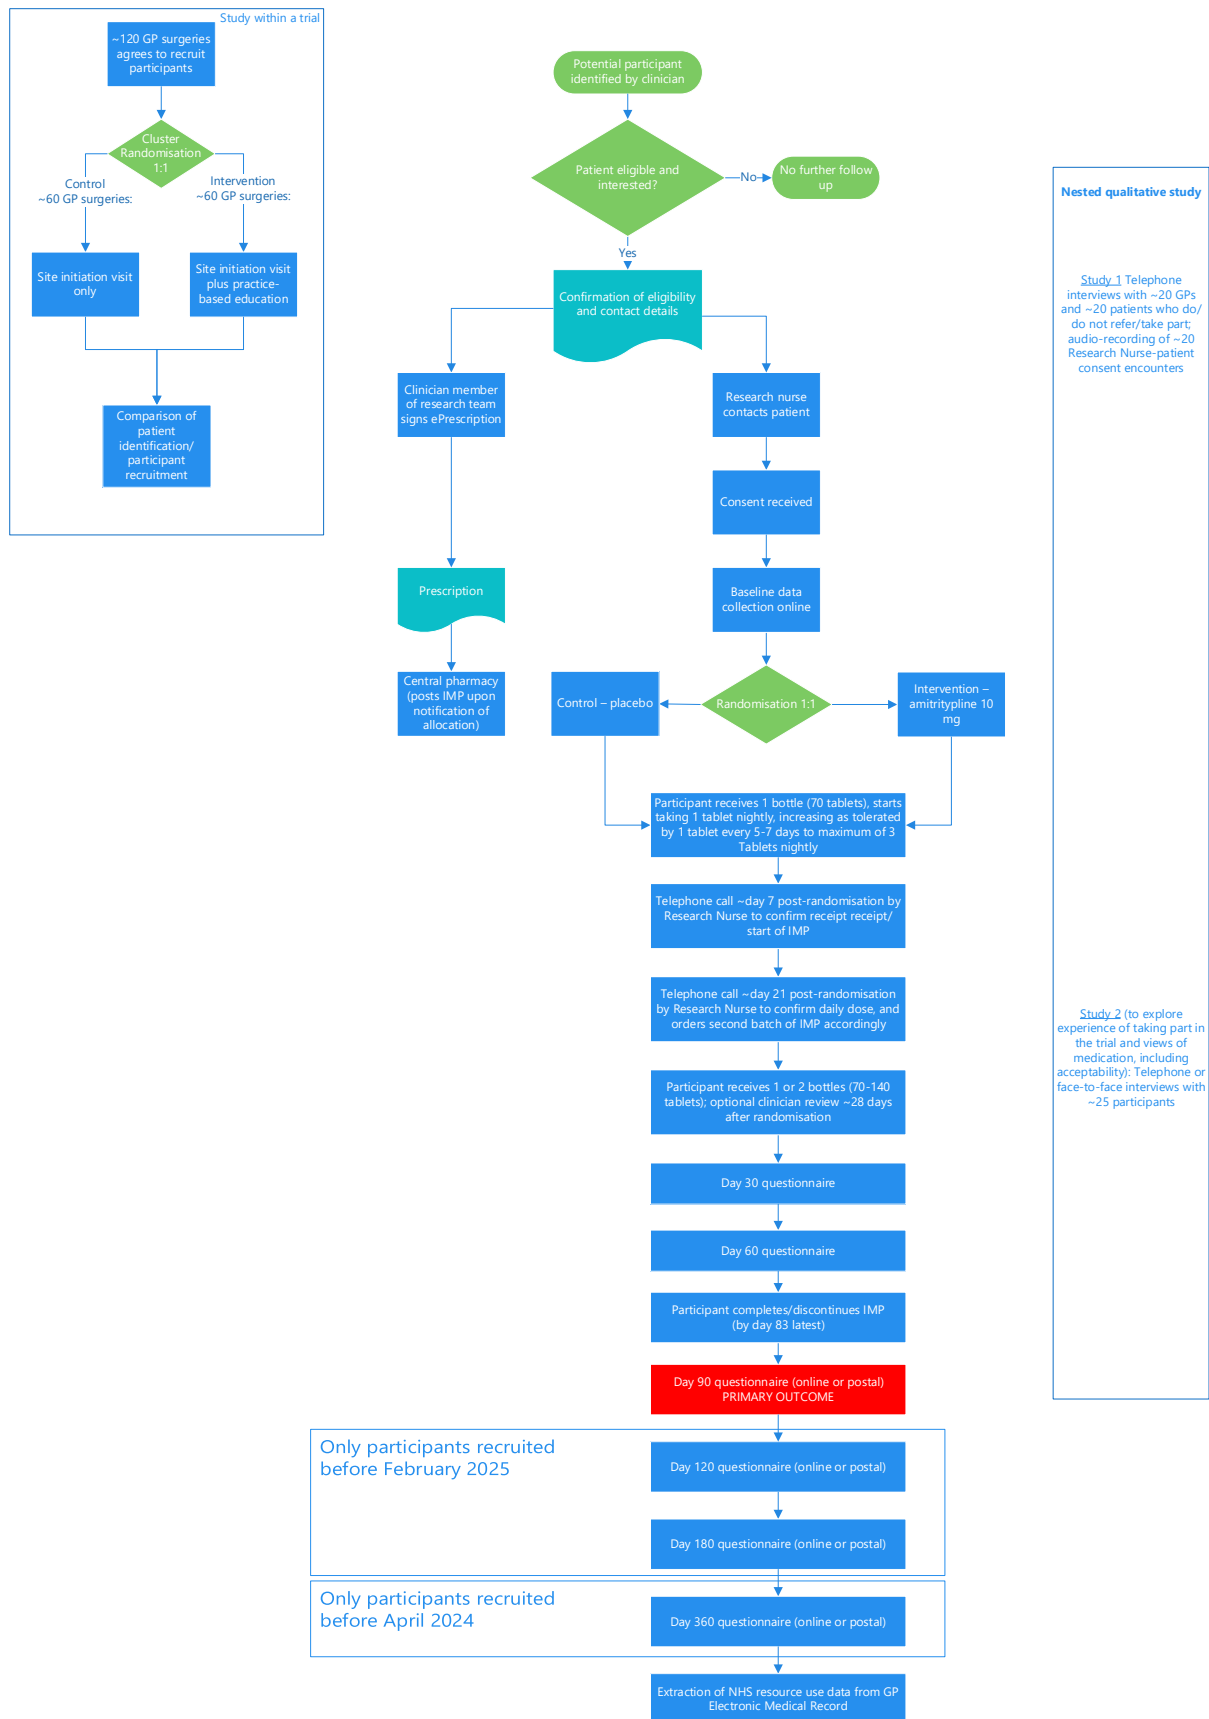 Study within a trial
~120 GP surgeries
agrees to recruit
participants
Cluster
Randomisation
1:1
Control
~60 GP surgeries:
Intervention
~60 GP surgeries:
Site initiation visit
only
Site initiation visit
plus practice-
based education
Comparison of
patient
identification/
participant
recruitment
Potential participant
identified by clinician
Patient eligible and
interested?
No
No further follow
up
Yes
Confirmation of eligibility
and contact details
Clinician member
of research team
signs ePrescription
Prescription
Central pharmacy
(posts IMP upon
notification of
allocation)
Research nurse
contacts patient
Consent received
Baseline data
collection online
Randomisation 1:1
Control – placebo
Intervention –
amitritypline 10
mg
Participant receives 1 bottle (70 tablets), starts
taking 1 tablet nightly, increasing as tolerated
by 1 tablet every 5-7 days to maximum of 3
Tablets nightly
Telephone call ~day 7 post-randomisation by
Research Nurse to confirm receipt receipt/
start of IMP
Telephone call ~day 21 post-randomisation
by Research Nurse to confirm daily dose, and
orders second batch of IMP accordingly
Participant receives 1 or 2 bottles (70-140
tablets); optional clinician review ~28 days
after randomisation
Day 30 questionnaire
Day 60 questionnaire
Participant completes/discontinues IMP
(by day 83 latest)
Day 90 questionnaire (online or postal)
PRIMARY OUTCOME
Only participants recruited
before February 2025
Day 120 questionnaire (online or postal)
Day 180 questionnaire (online or postal)
Only participants recruited
before April 2024
Day 360 questionnaire (online or postal)
Extraction of NHS resource use data from GP
Electronic Medical Record
Nested qualitative study
Study 1 Telephone
interviews with ~20 GPs
and ~20 patients who do/
do not refer/take part;
audio-recording of ~20
Research Nurse-patient
consent encounters
Study 2 (to explore
experience of taking part in
the trial and views of
medication, including
acceptability): Telephone or
face-to-face interviews with
~25 participants